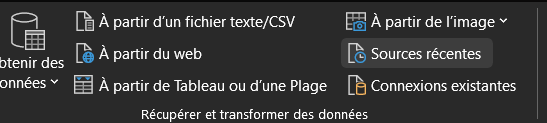 btenir des
onnées
À partir d'un fichier texte/CSV
À partir du web
À partir de Tableau ou d'une Plage
À partir de l'image
Sources récentes
Connexions existantes
Récupérer et transformer des données